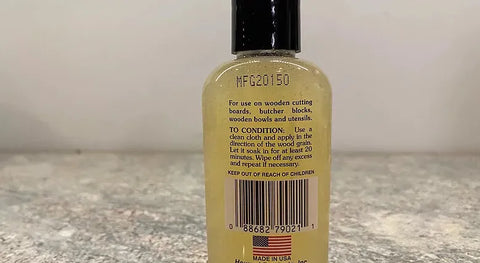 MFG20150
For use on wooden cutting
boards, butcher blocks,
wooden bowls and utensils.
TO CONDITION: Use a
clean cloth and apply in the
direction of the wood grain.
Let it soak in for at least 20
minutes. Wipe off any excess
and repeat if necessary.
KEEP OUT OF REACH OF CHILDREN
0 88682 79021 1
MADE IN USA